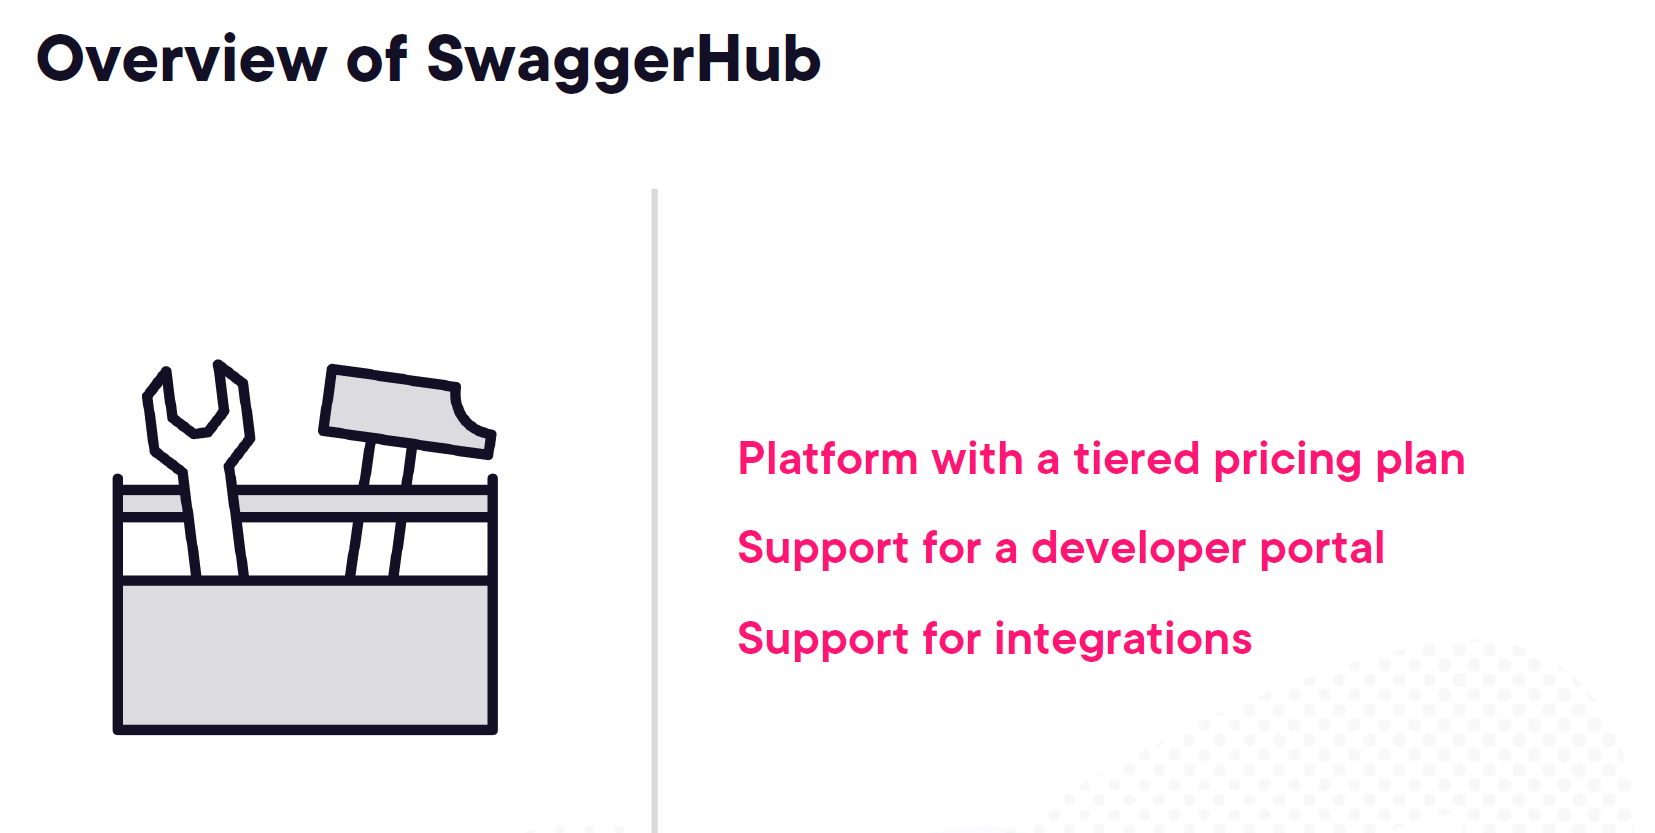 Overview of SwaggerHub
Platform with a tiered pricing plan
Support for a developer portal
Support for integrations